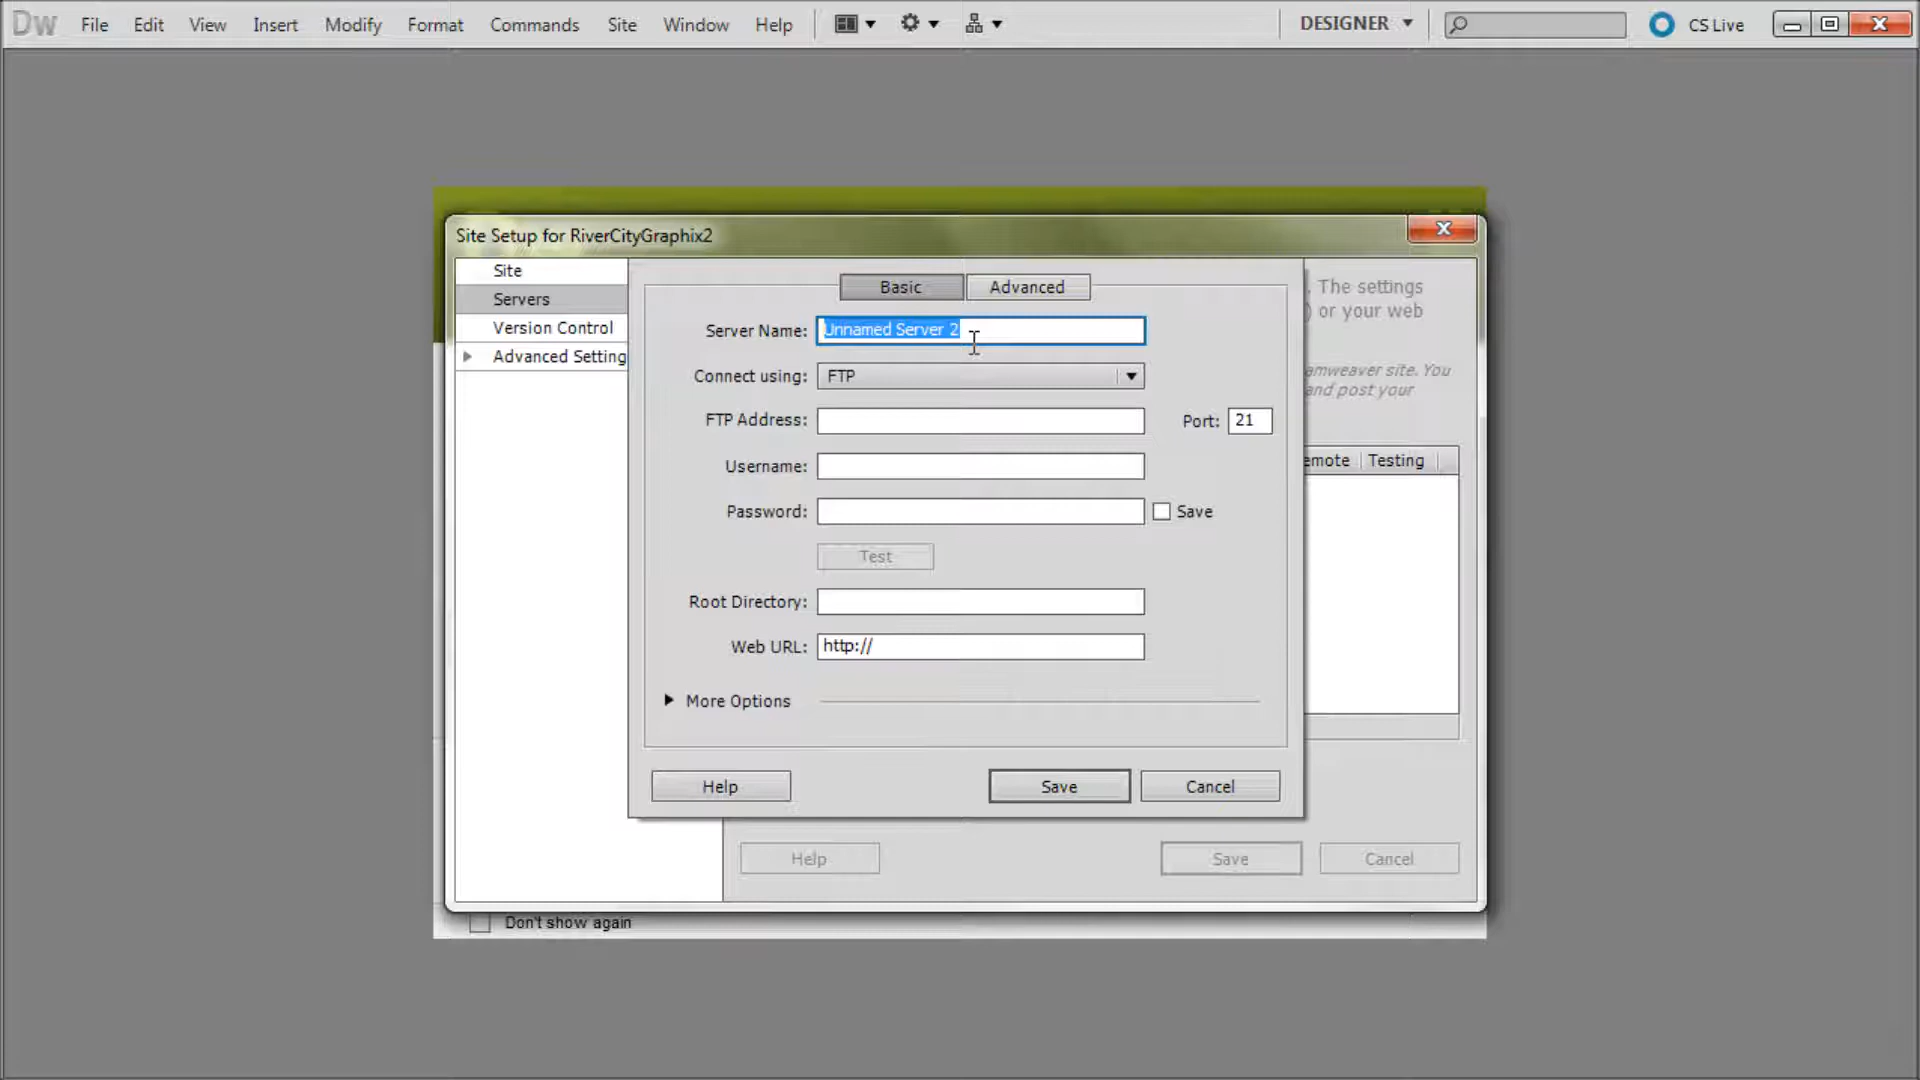 Dw File Edit View Insert Modify Format Commands Site Window Help DESIGNER CS Live
Site Setup for RiverCityGraphix2
Site
Servers
Version Control
Advanced Setting
Basic Advanced
Server Name: Unnamed Server 2
Connect using: FTP
FTP Address: Port: 21
Username:
Password: Save
Test
Root Directory:
Web URL: http://
More Options
Help Save Cancel
. The settings
) or your web
amweaver site. You
and post your
emote Testing
Help Save Cancel
Don't show again